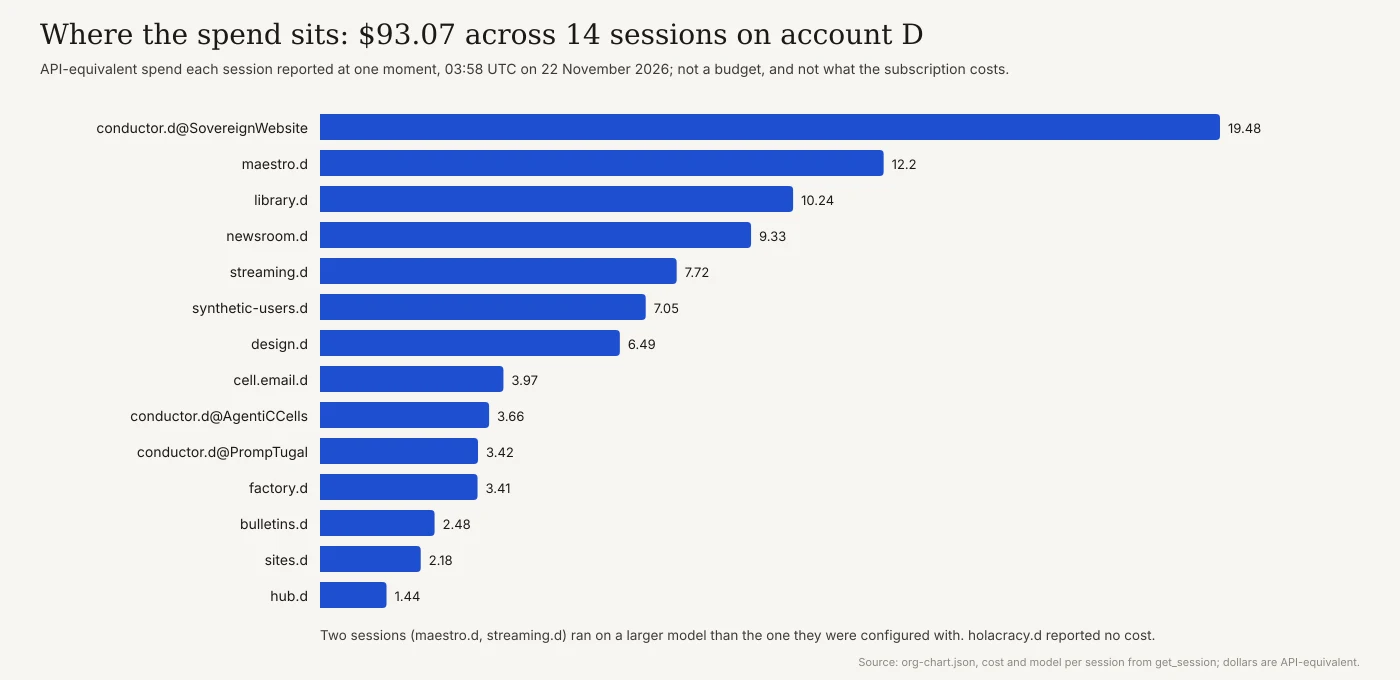 Where the spend sits: $93.07 across 14 sessions on account D
API-equivalent spend each session reported at one moment, 03:58 UTC on 22 November 2026; not a budget, and not what the subscription costs.
conductor.d@SovereignWebsite 19.48
maestro.d 12.2
library.d 10.24
newsroom.d 9.33
streaming.d 7.72
synthetic-users.d 7.05
design.d 6.49
cell.email.d 3.97
conductor.d@AgentiCCells 3.66
conductor.d@PrompTugal 3.42
factory.d 3.41
bulletins.d 2.48
sites.d 2.18
hub.d 1.44
Two sessions (maestro.d, streaming.d) ran on a larger model than the one they were configured with. holacracy.d reported no cost.
Source: org-chart.json, cost and model per session from get_session; dollars are API-equivalent.